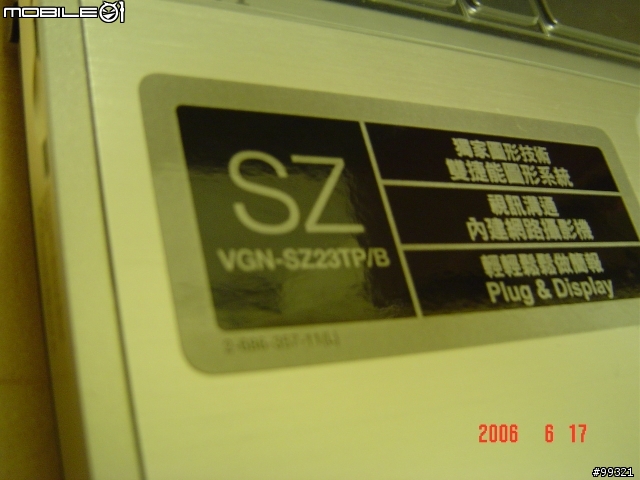 MOBILE01
SZ
VGN-SZ23TP/B
獨家圖形技術
雙捷能圖形系統
視訊溝通
內建網路攝影機
輕輕鬆鬆做簡報
Plug & Display
2006 6 17
#99321